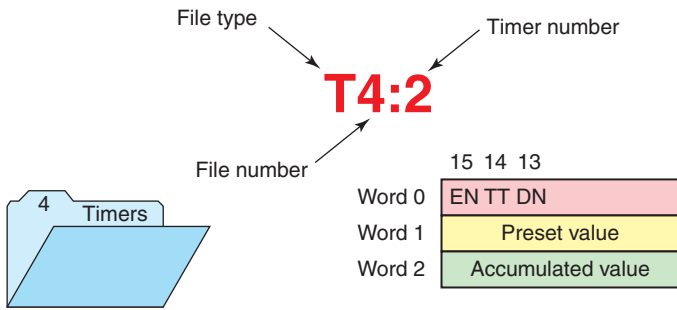 File type
Timer number
T4:2
File number
4
Timers
15 14 13
Word 0 EN TT DN
Word 1 Preset value
Word 2 Accumulated value